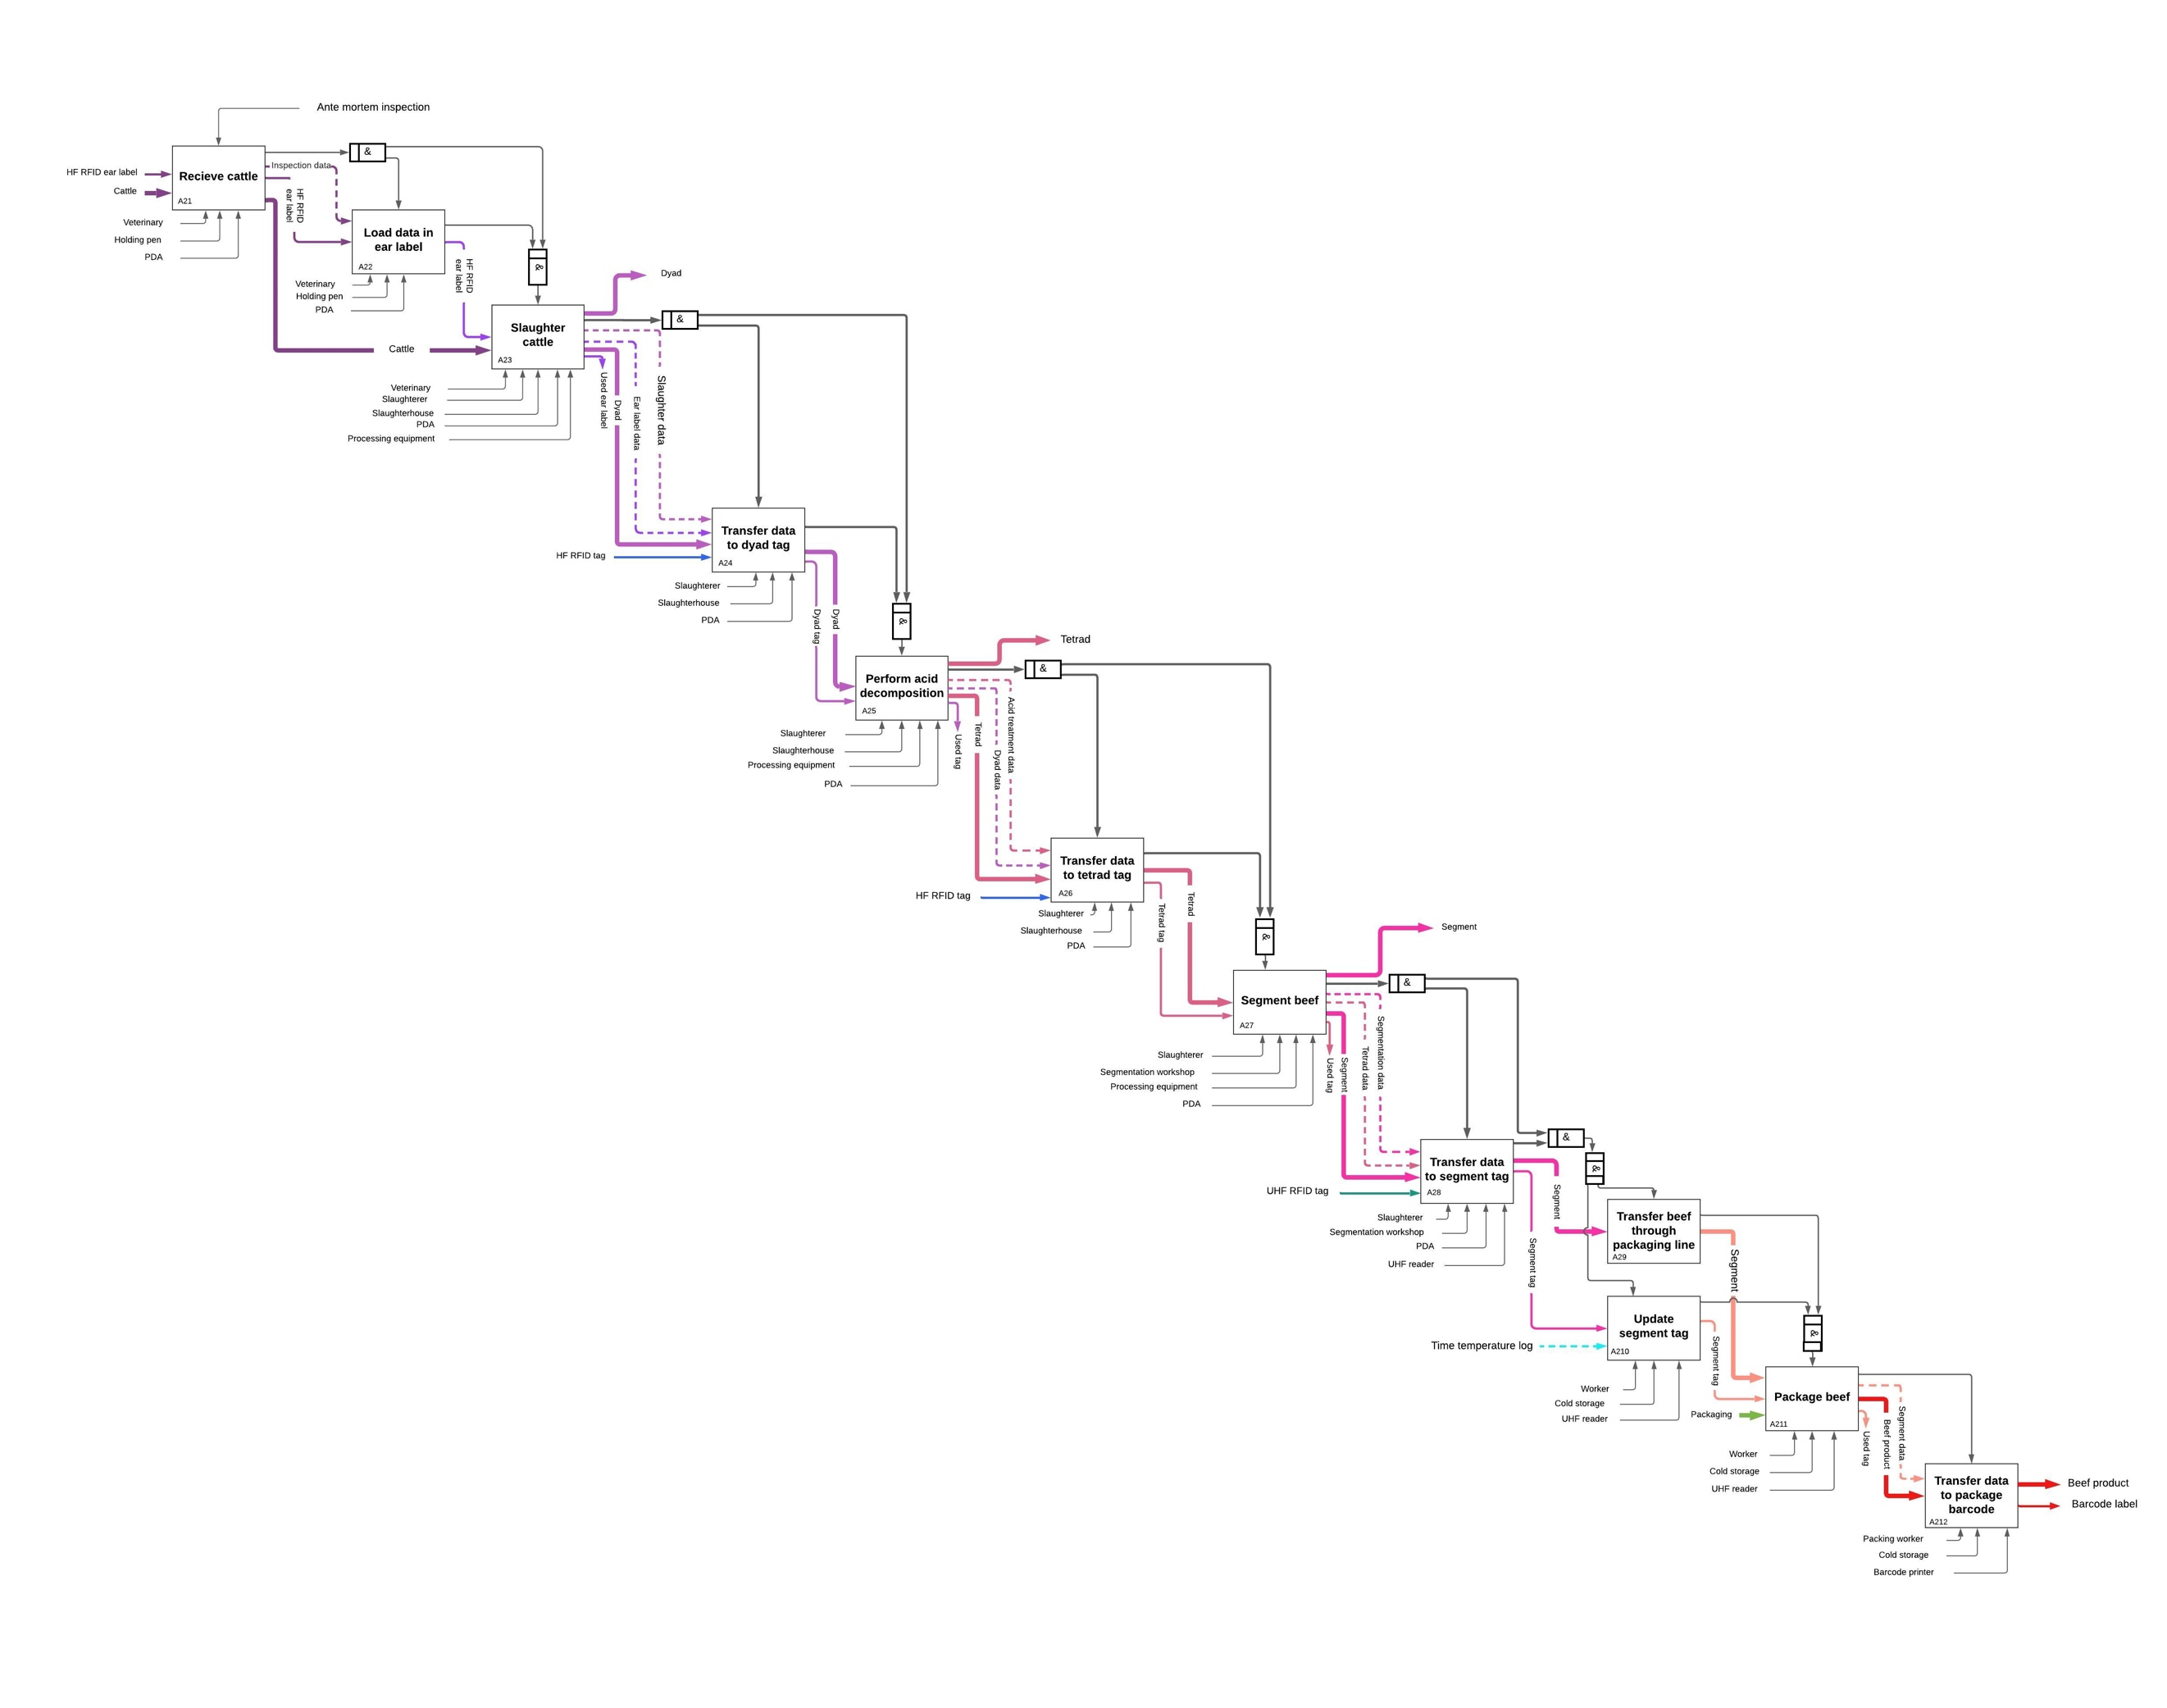 Ante mortem inspection
HF RFID ear label
Cattle
Recieve cattle
A21
Veterinary
Holding pen
PDA
&
Inspection data
HF RFID
ear label
Load data in
ear label
A22
Veterinary
Holding pen
PDA
HF RFID
ear label
&
Cattle
Slaughter
cattle
A23
Veterinary
Slaughterer
Slaughterhouse
PDA
Processing equipment
Dyad
&
Used ear label
Dyad
Ear label data
Slaughter data
HF RFID tag
Transfer data
to dyad tag
A24
Slaughterer
Slaughterhouse
PDA
Dyad tag
Dyad
&
Perform acid
decomposition
A25
Slaughterer
Slaughterhouse
Processing equipment
PDA
Tetrad
&
Used tag
Tetrad
Dyad data
Acid treatment data
HF RFID tag
Transfer data
to tetrad tag
A26
Slaughterer
Slaughterhouse
PDA
Tetrad tag
Tetrad
&
Segment beef
A27
Slaughterer
Segmentation workshop
Processing equipment
PDA
Segment
&
Used tag
Segment
Tetrad data
Segmentation data
UHF RFID tag
Transfer data
to segment tag
A28
Slaughterer
Segmentation workshop
PDA
UHF reader
&
&
Segment
Segment tag
Transfer beef
through
packaging line
A29
Segment
Time temperature log
Update
segment tag
A210
Worker
Cold storage
UHF reader
Segment tag
&
Packaging
Package beef
A211
Worker
Cold storage
UHF reader
Used tag
Beef product
Segment data
Transfer data
to package
barcode
A212
Packing worker
Cold storage
Barcode printer
Beef product
Barcode label